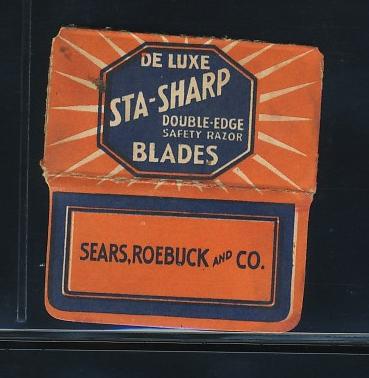 DE LUXE
STA-SHARP
DOUBLE-EDGE
SAFETY RAZOR
BLADES
SEARS, ROEBUCK AND CO.